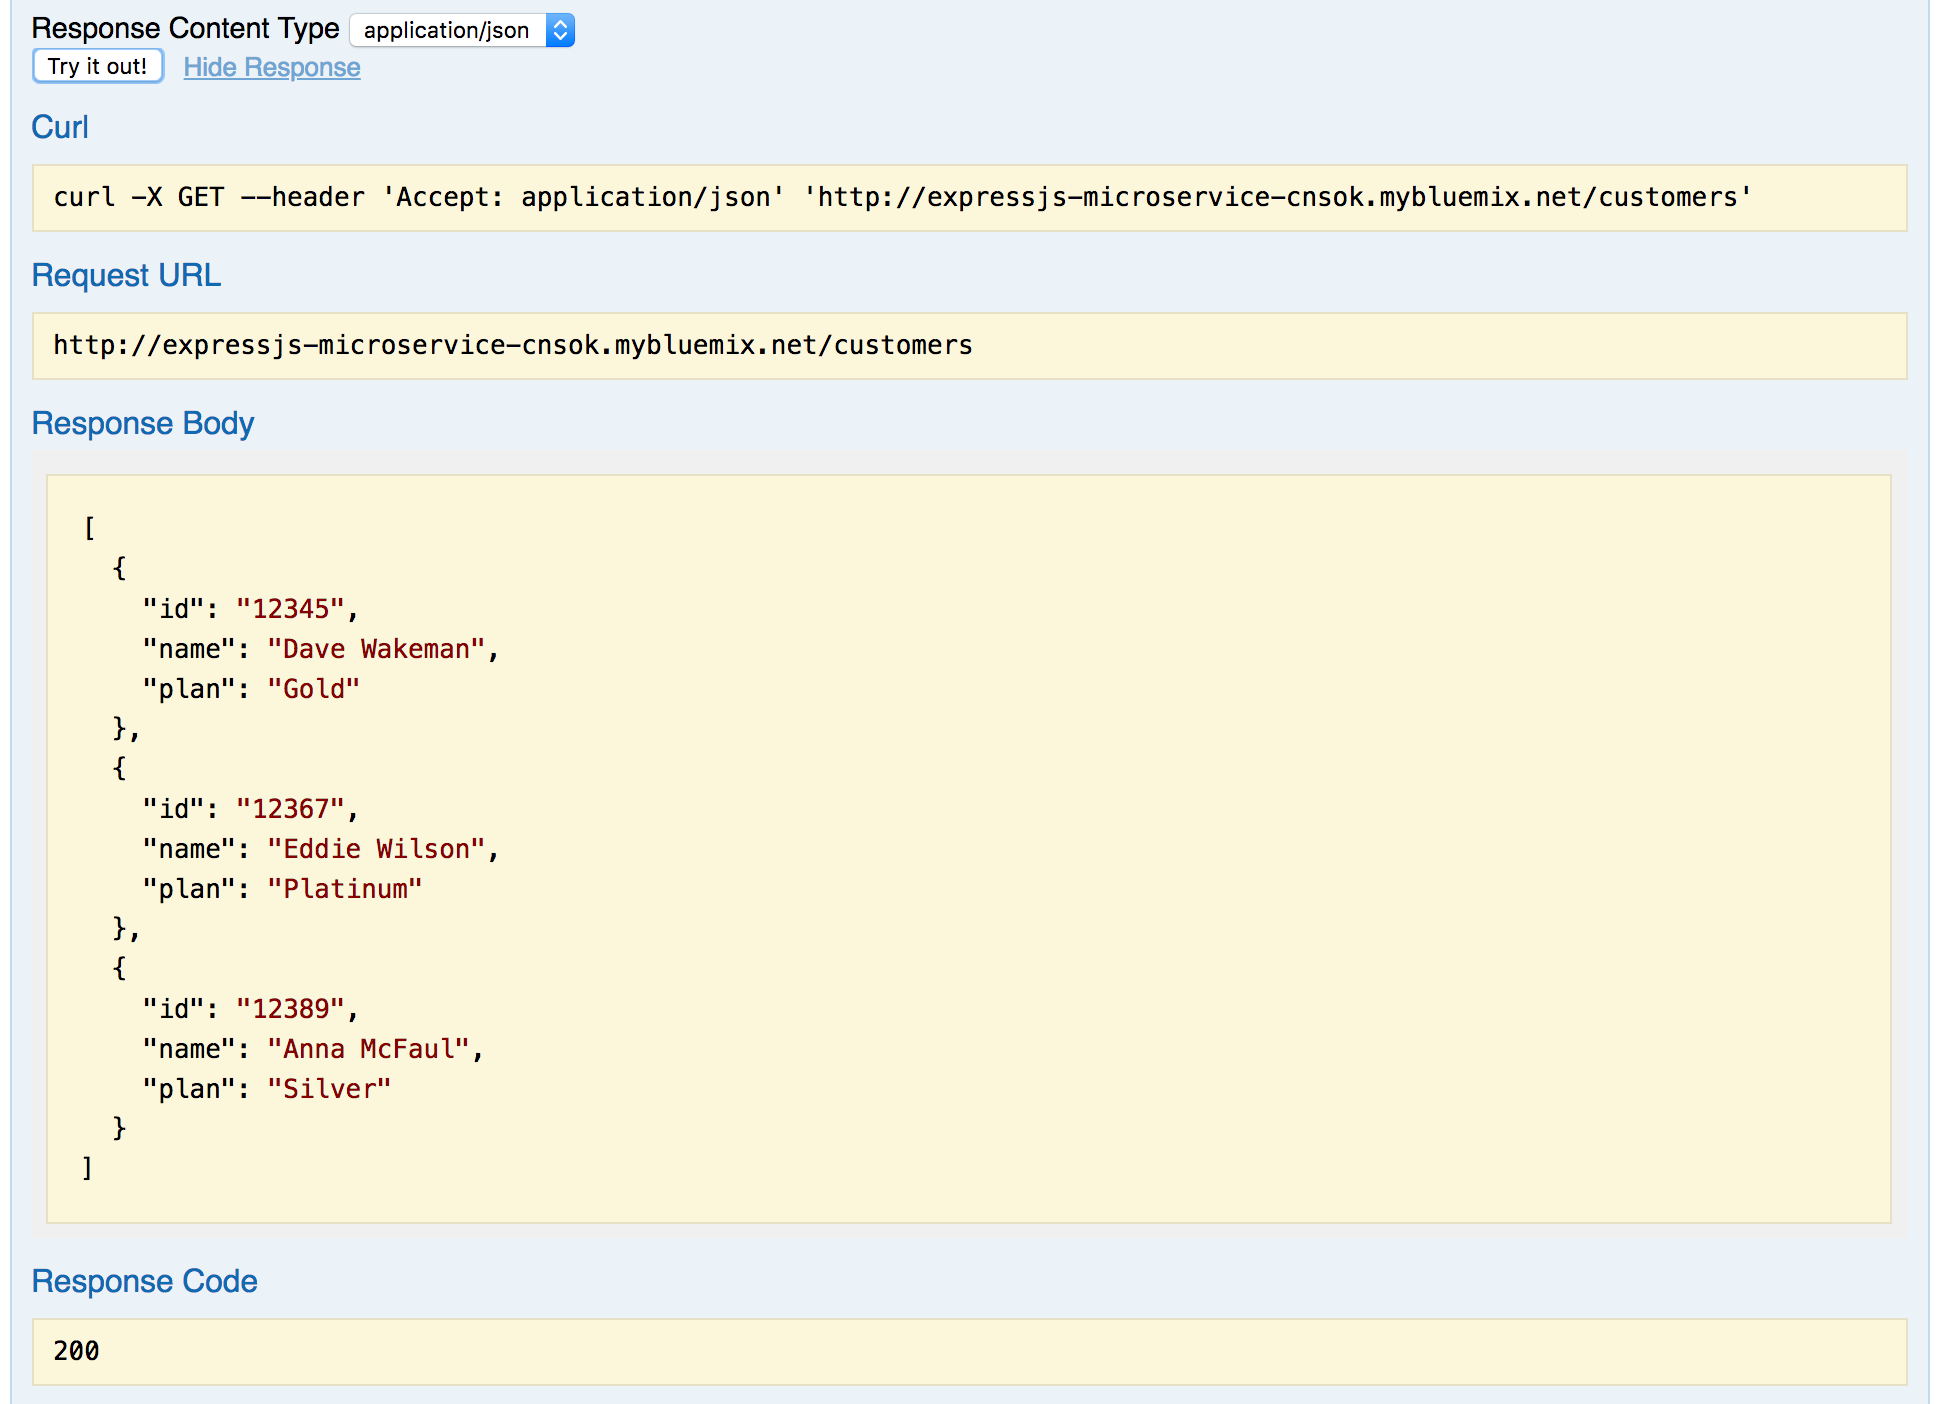 Response Content Type application/json
Try it out! Hide Response
Curl
curl -X GET --header 'Accept: application/json' 'http://expressjs-microservice-cnsok.mybluemix.net/customers'
Request URL
http://expressjs-microservice-cnsok.mybluemix.net/customers
Response Body
[
  {
    "id": "12345",
    "name": "Dave Wakeman",
    "plan": "Gold"
  },
  {
    "id": "12367",
    "name": "Eddie Wilson",
    "plan": "Platinum"
  },
  {
    "id": "12389",
    "name": "Anna McFaul",
    "plan": "Silver"
  }
]
Response Code
200